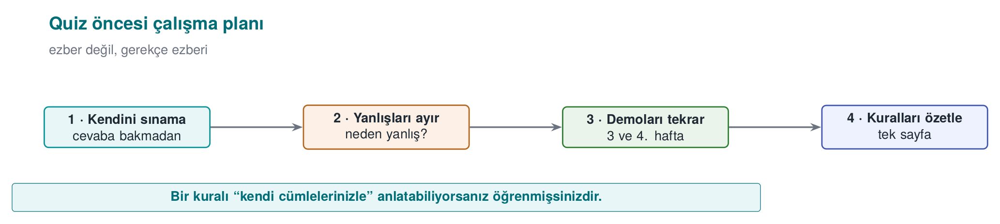 Quiz öncesi çalışma planı
ezber değil, gerekçe ezberi
1 · Kendini sınama
cevaba bakmadan
2 · Yanlışları ayır
neden yanlış?
3 · Demoları tekrar
3 ve 4. hafta
4 · Kuralları özetle
tek sayfa
Bir kuralı “kendi cümlelerinizle” anlatabiliyorsanız öğrenmişsinizdir.